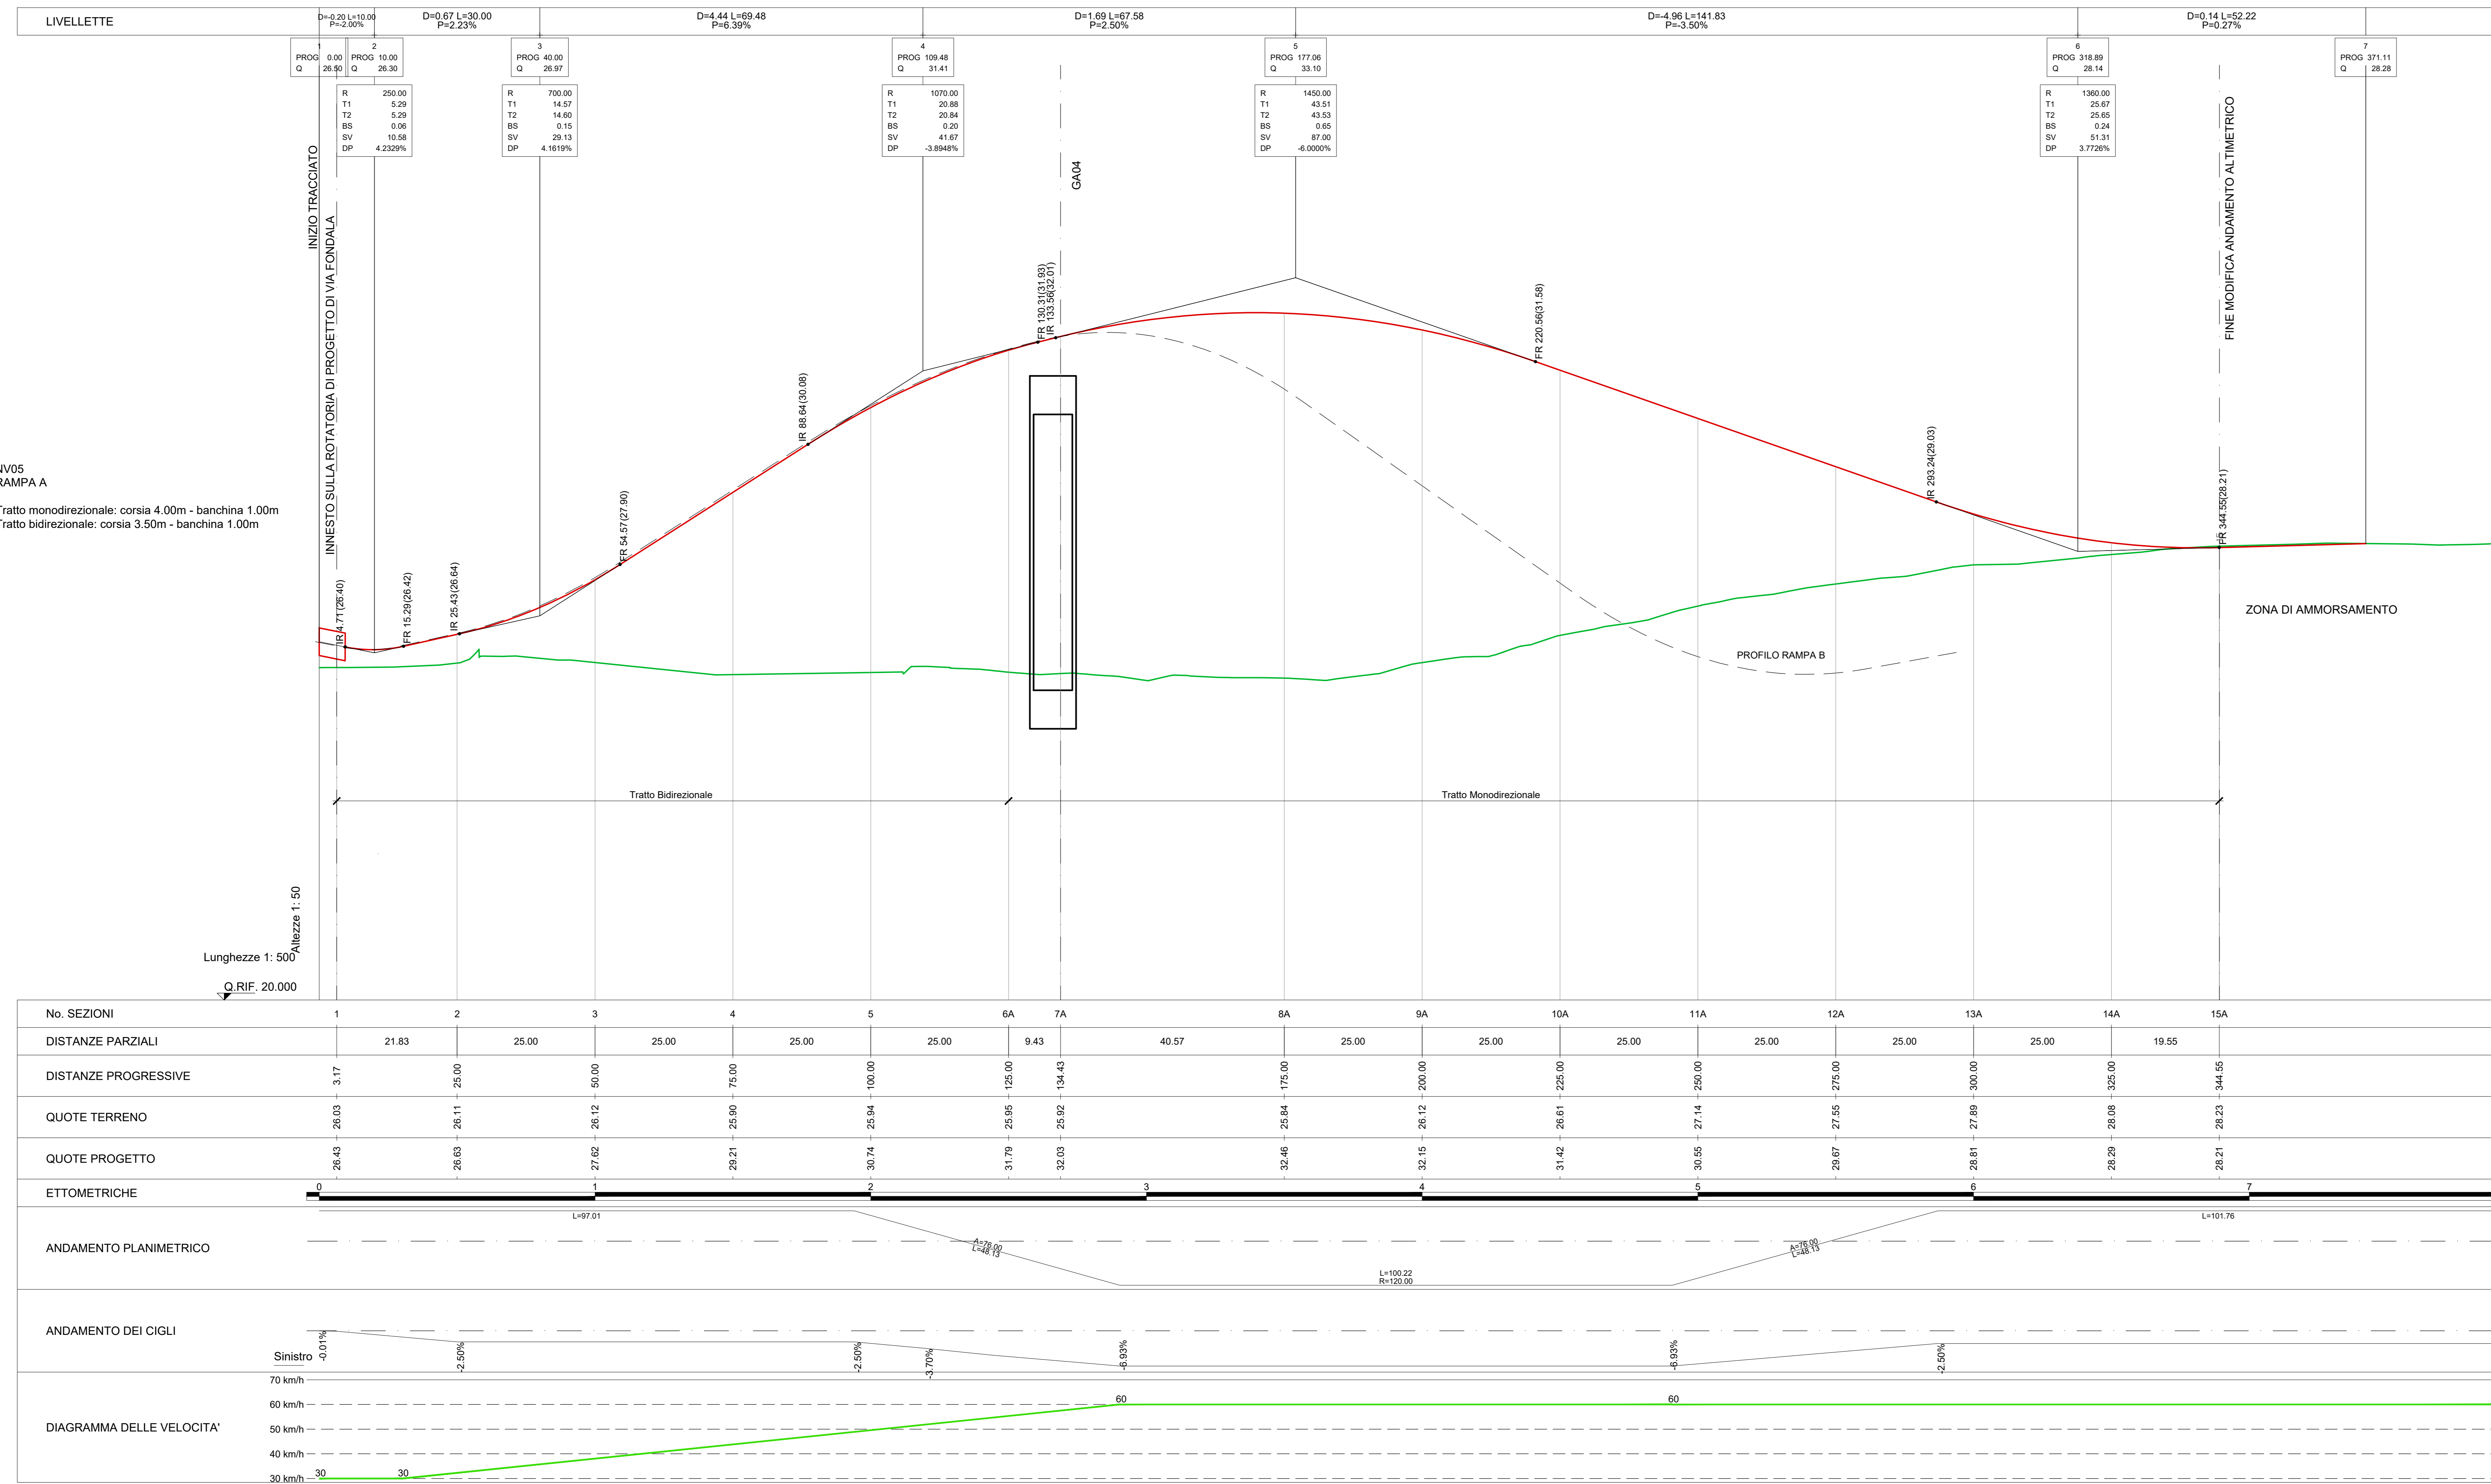 LIVELLETTE
D=-0.20 L=10.00
P=-2.00%
D=0.67 L=30.00
P=2.23%
D=4.44 L=69.48
P=6.39%
D=1.69 L=67.58
P=2.50%
D=-4.96 L=141.83
P=-3.50%
D=0.14 L=52.22
P=0.27%
1
PROG 0.00
Q 26.50
2
PROG 10.00
Q 26.30
3
PROG 40.00
Q 26.97
4
PROG 109.48
Q 31.41
5
PROG 177.06
Q 33.10
6
PROG 318.89
Q 28.14
7
PROG 371.11
Q 28.28
R 250.00
T1 5.29
T2 5.29
BS 0.06
SV 10.58
DP 4.2329%
R 700.00
T1 14.57
T2 14.60
BS 0.15
SV 29.13
DP 4.1619%
R 1070.00
T1 20.88
T2 20.84
BS 0.20
SV 41.67
DP -3.8948%
R 1450.00
T1 43.51
T2 43.53
BS 0.65
SV 87.00
DP -6.0000%
R 1360.00
T1 25.67
T2 25.65
BS 0.24
SV 51.31
DP 3.7726%
INIZIO TRACCIATO
INNESTO SULLA ROTATORIA DI PROGETTO DI VIA FONDALA
GA04
FINE MODIFICA ANDAMENTO ALTIMETRICO
IR 4.71(26.40)
FR 15.29(26.42)
IR 25.43(26.64)
FR 54.57(27.90)
IR 88.64(30.08)
FR 130.31(31.93)
IR 133.56(32.01)
FR 220.56(31.58)
IR 293.24(29.03)
FR 344.55(28.21)
NV05
RAMPA A
Tratto monodirezionale: corsia 4.00m - banchina 1.00m
Tratto bidirezionale: corsia 3.50m - banchina 1.00m
ZONA DI AMMORSAMENTO
PROFILO RAMPA B
Tratto Bidirezionale
Tratto Monodirezionale
Altezze 1: 50
Lunghezze 1: 500
Q.RIF. 20.000
No. SEZIONI 1 2 3 4 5 6A 7A 8A 9A 10A 11A 12A 13A 14A 15A
DISTANZE PARZIALI 21.83 25.00 25.00 25.00 25.00 9.43 40.57 25.00 25.00 25.00 25.00 25.00 25.00 19.55
DISTANZE PROGRESSIVE 3.17 25.00 50.00 75.00 100.00 125.00 134.43 175.00 200.00 225.00 250.00 275.00 300.00 325.00 344.55
QUOTE TERRENO 26.03 26.11 26.12 25.90 25.94 25.95 25.92 25.84 26.12 26.61 27.14 27.55 27.89 28.08 28.23
QUOTE PROGETTO 26.43 26.63 27.62 29.21 30.74 31.79 32.03 32.46 32.15 31.42 30.55 29.67 28.81 28.29 28.21
ETTOMETRICHE 0 1 2 3 4 5 6 7
ANDAMENTO PLANIMETRICO
L=97.01
A=76.00
L=48.13
L=100.22
R=120.00
A=76.00
L=48.13
L=101.76
ANDAMENTO DEI CIGLI
Sinistro
-0.01% -2.50% -2.50% -3.70% -6.93% -6.93% -2.50%
DIAGRAMMA DELLE VELOCITA'
70 km/h
60 km/h 60 60
50 km/h
40 km/h
30 km/h 30 30